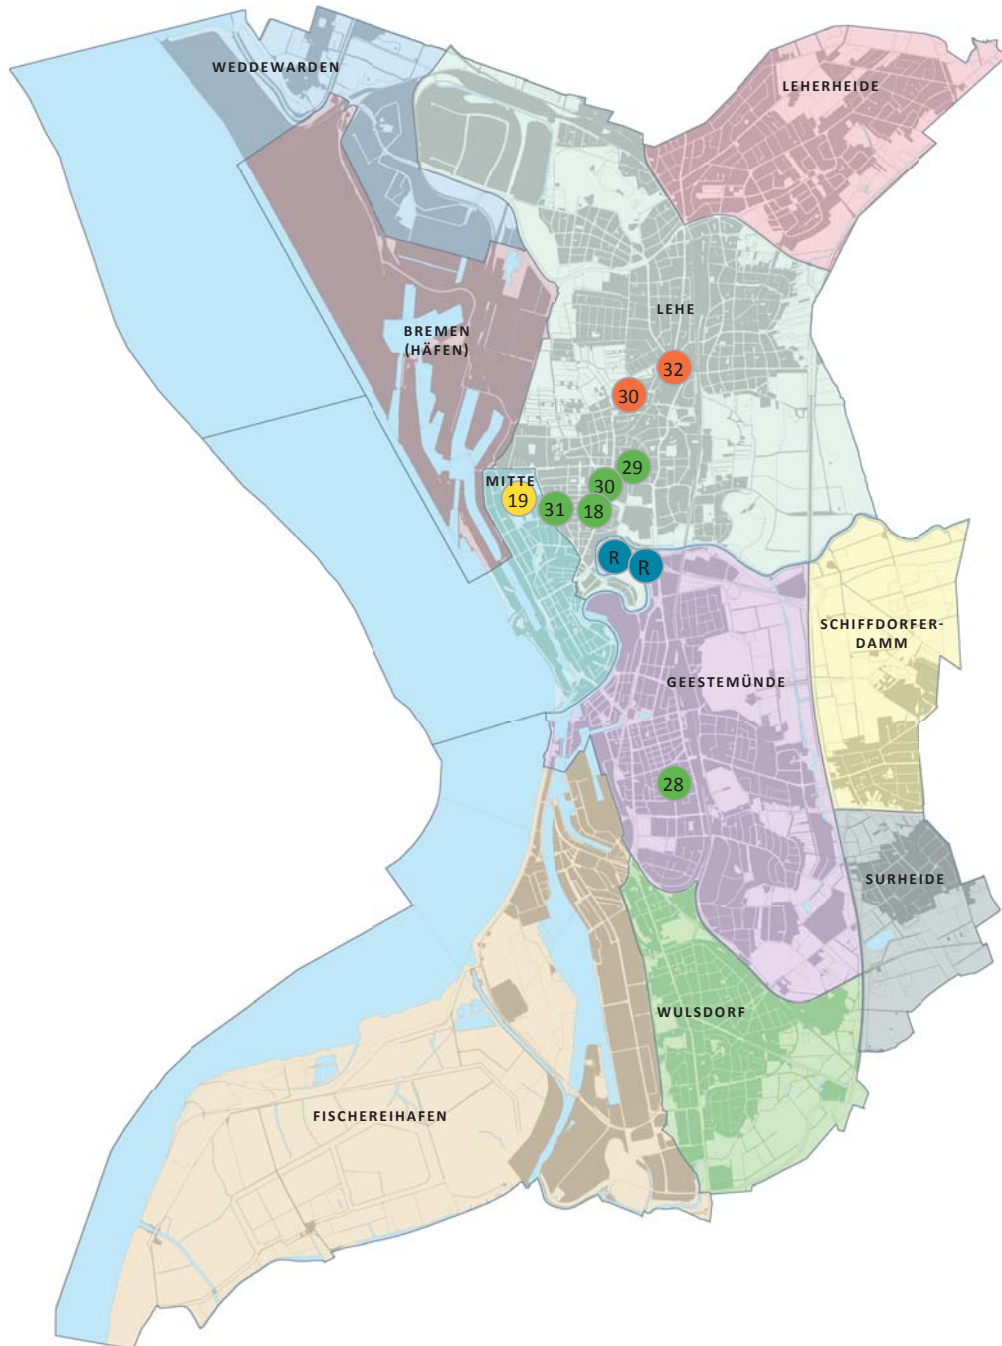 WEDDEWARDEN
LEHERHEIDE
LEHE
BREMEN
(HÄFEN)
32
30
29
MITTE
30
19
31
18
R
R
SCHIFFDORFER-
DAMM
GEESTEMÜNDE
28
SURHEIDE
WULSDORF
FISCHEREIHAFEN